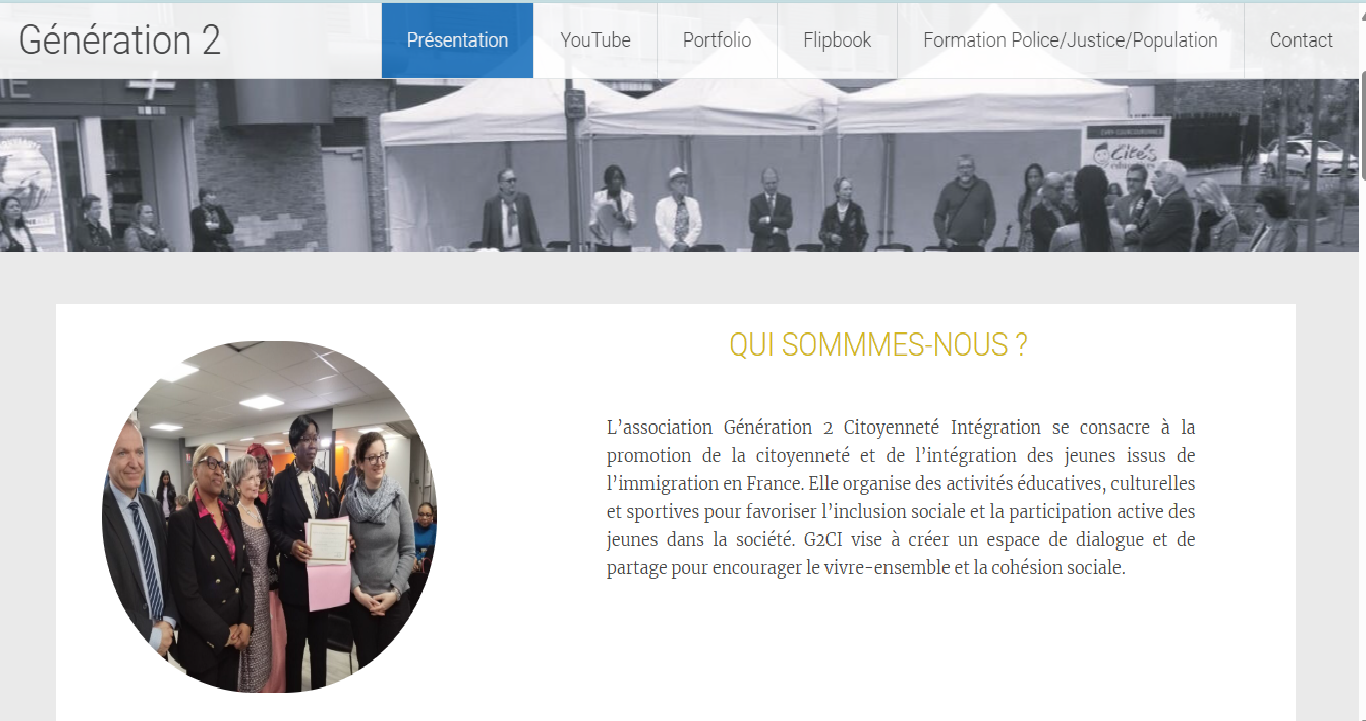 Génération 2
Présentation
YouTube
Portfolio
Flipbook
Formation Police/Justice/Population
Contact
Cités
QUI SOMMMES-NOUS ?
L’association Génération 2 Citoyenneté Intégration se consacre à la
promotion de la citoyenneté et de l’intégration des jeunes issus de
l’immigration en France. Elle organise des activités éducatives, culturelles
et sportives pour favoriser l’inclusion sociale et la participation active des
jeunes dans la société. G2CI vise à créer un espace de dialogue et de
partage pour encourager le vivre-ensemble et la cohésion sociale.